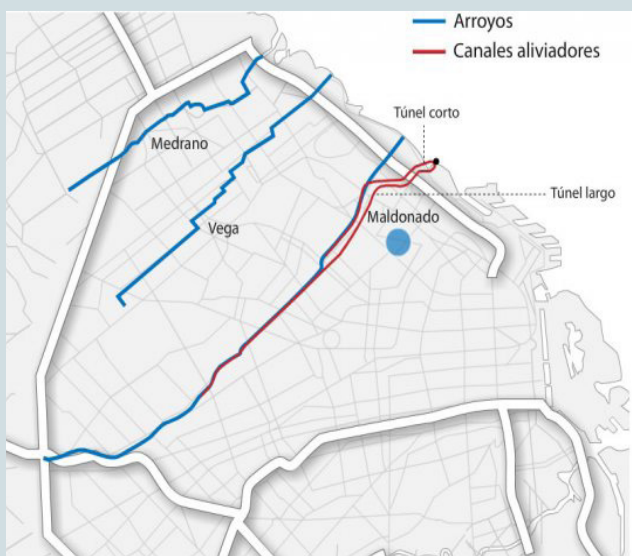 Arroyos
Canales aliviadores
Túnel corto
Medrano
Túnel largo
Maldonado
Vega